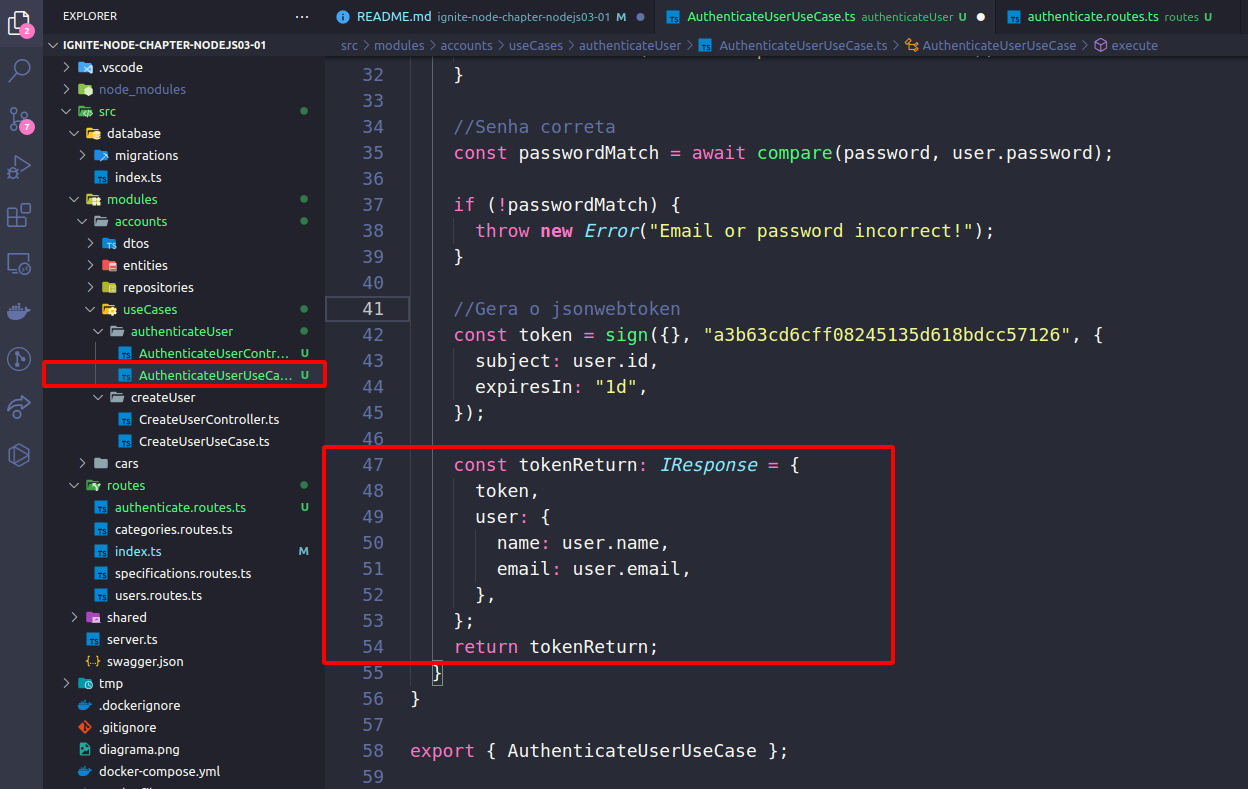 2
7
EXPLORER
...
IGNITE-NODE-CHAPTER-NODEJS03-01
.vscode
node_modules
src
database
migrations
index.ts
modules
accounts
dtos
entities
repositories
useCases
authenticateUser
AuthenticateUserContr... U
AuthenticateUserUseCa... U
createUser
CreateUserController.ts
CreateUserUseCase.ts
cars
routes
authenticate.routes.ts U
categories.routes.ts
index.ts M
specifications.routes.ts
users.routes.ts
shared
server.ts
swagger.json
tmp
.dockerignore
.gitignore
diagrama.png
docker-compose.yml
README.md ignite-node-chapter-nodejs03-01 M
AuthenticateUserUseCase.ts authenticateUser U
authenticate.routes.ts routes U
src > modules > accounts > useCases > authenticateUser > AuthenticateUserUseCase.ts > AuthenticateUserUseCase > execute
32 }
33
34 //Senha correta
35 const passwordMatch = await compare(password, user.password);
36
37 if (!passwordMatch) {
38 throw new Error("Email or password incorrect!");
39 }
40
41 //Gera o jsonwebtoken
42 const token = sign({}, "a3b63cd6cff08245135d618bdcc57126", {
43 subject: user.id,
44 expiresIn: "1d",
45 });
46
47 const tokenReturn: IResponse = {
48 token,
49 user: {
50 name: user.name,
51 email: user.email,
52 },
53 };
54 return tokenReturn;
55 }
56 }
57
58 export { AuthenticateUserUseCase };
59